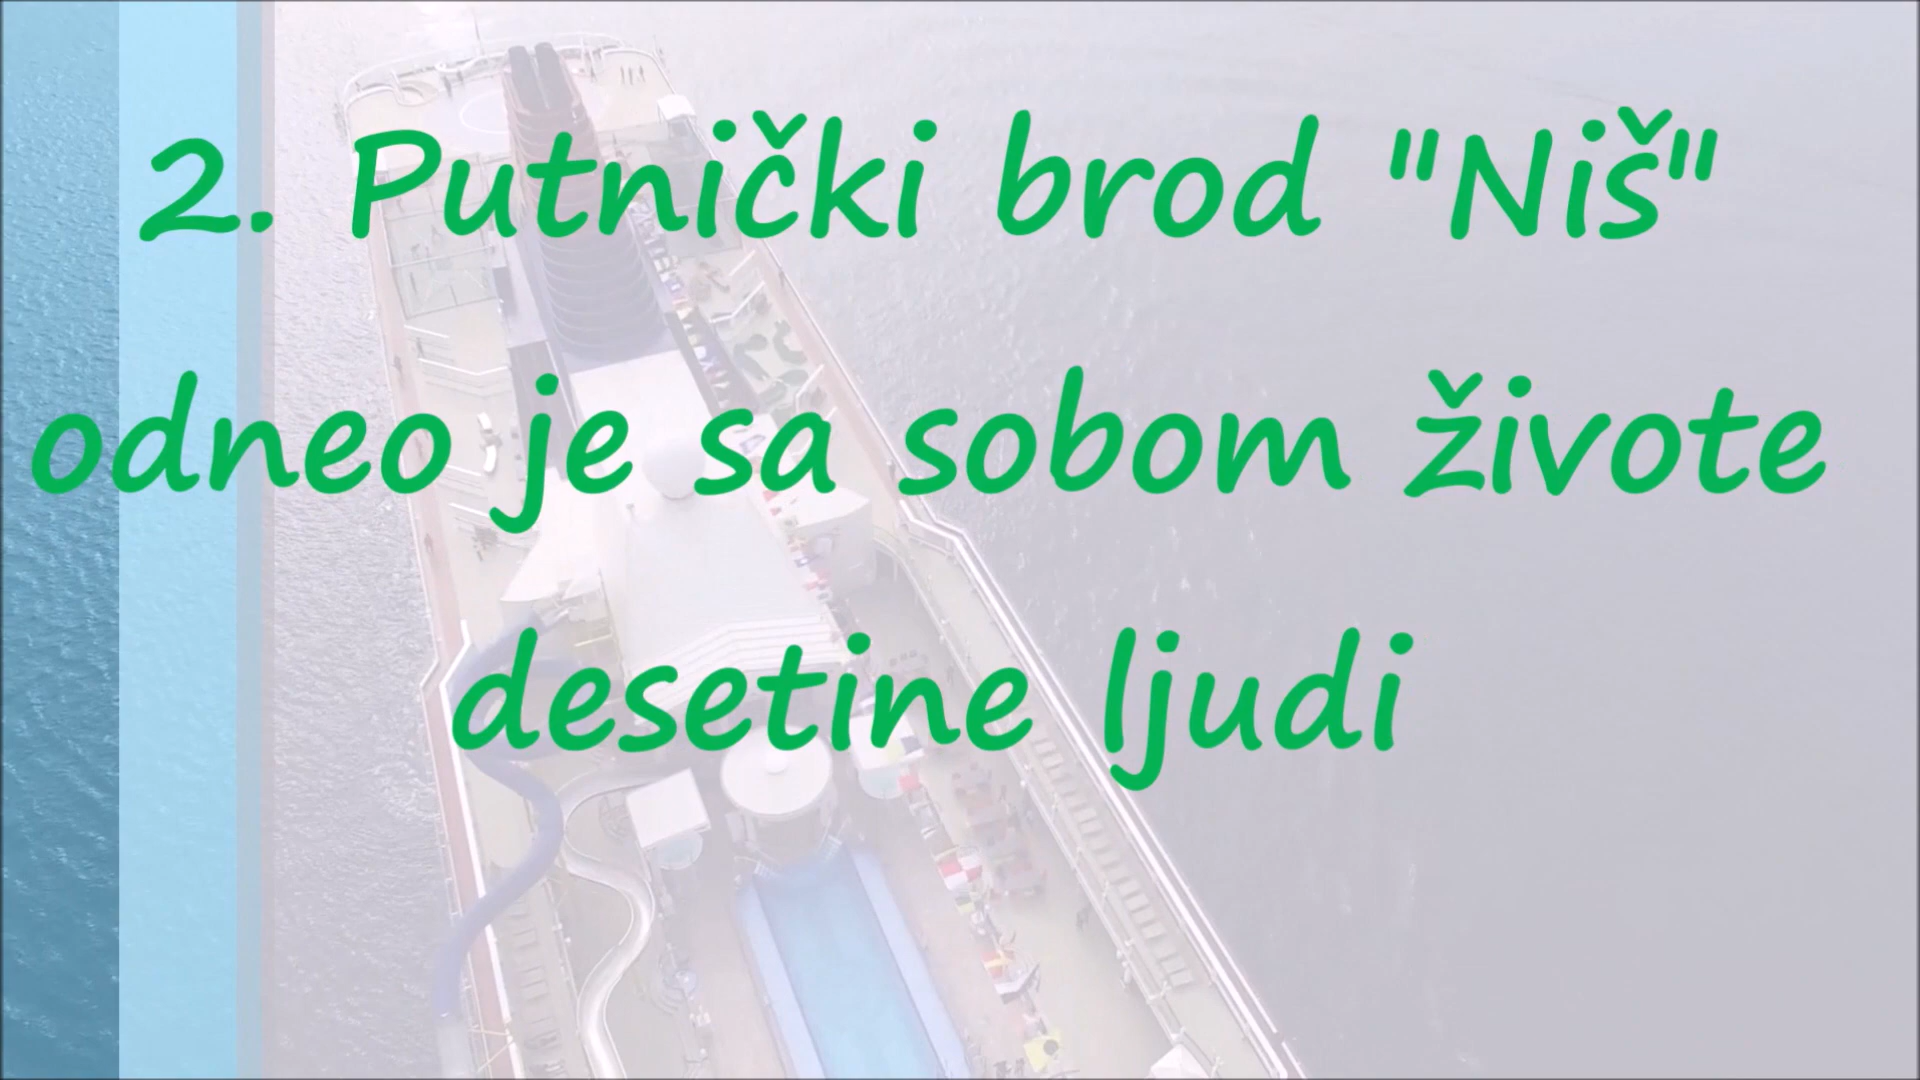 2. Putnički brod "Niš"
odneo je sa sobom živote
desetine ljudi